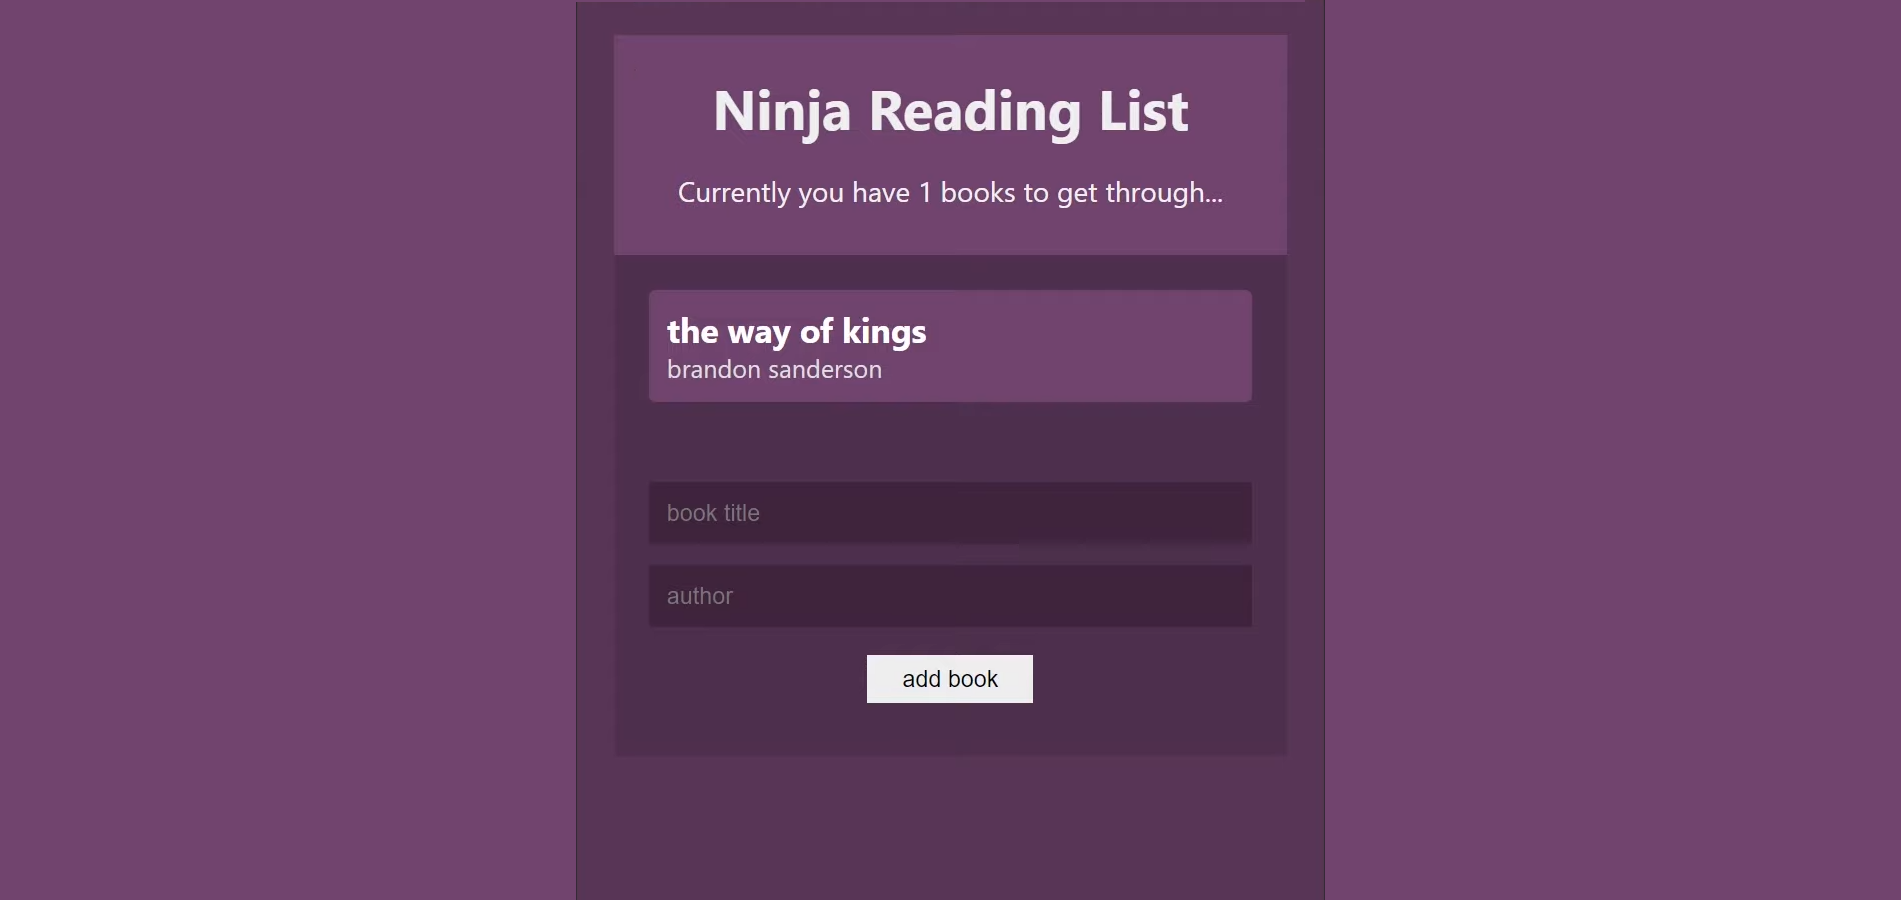 Ninja Reading List
Currently you have 1 books to get through...
the way of kings
brandon sanderson
book title
author
add book